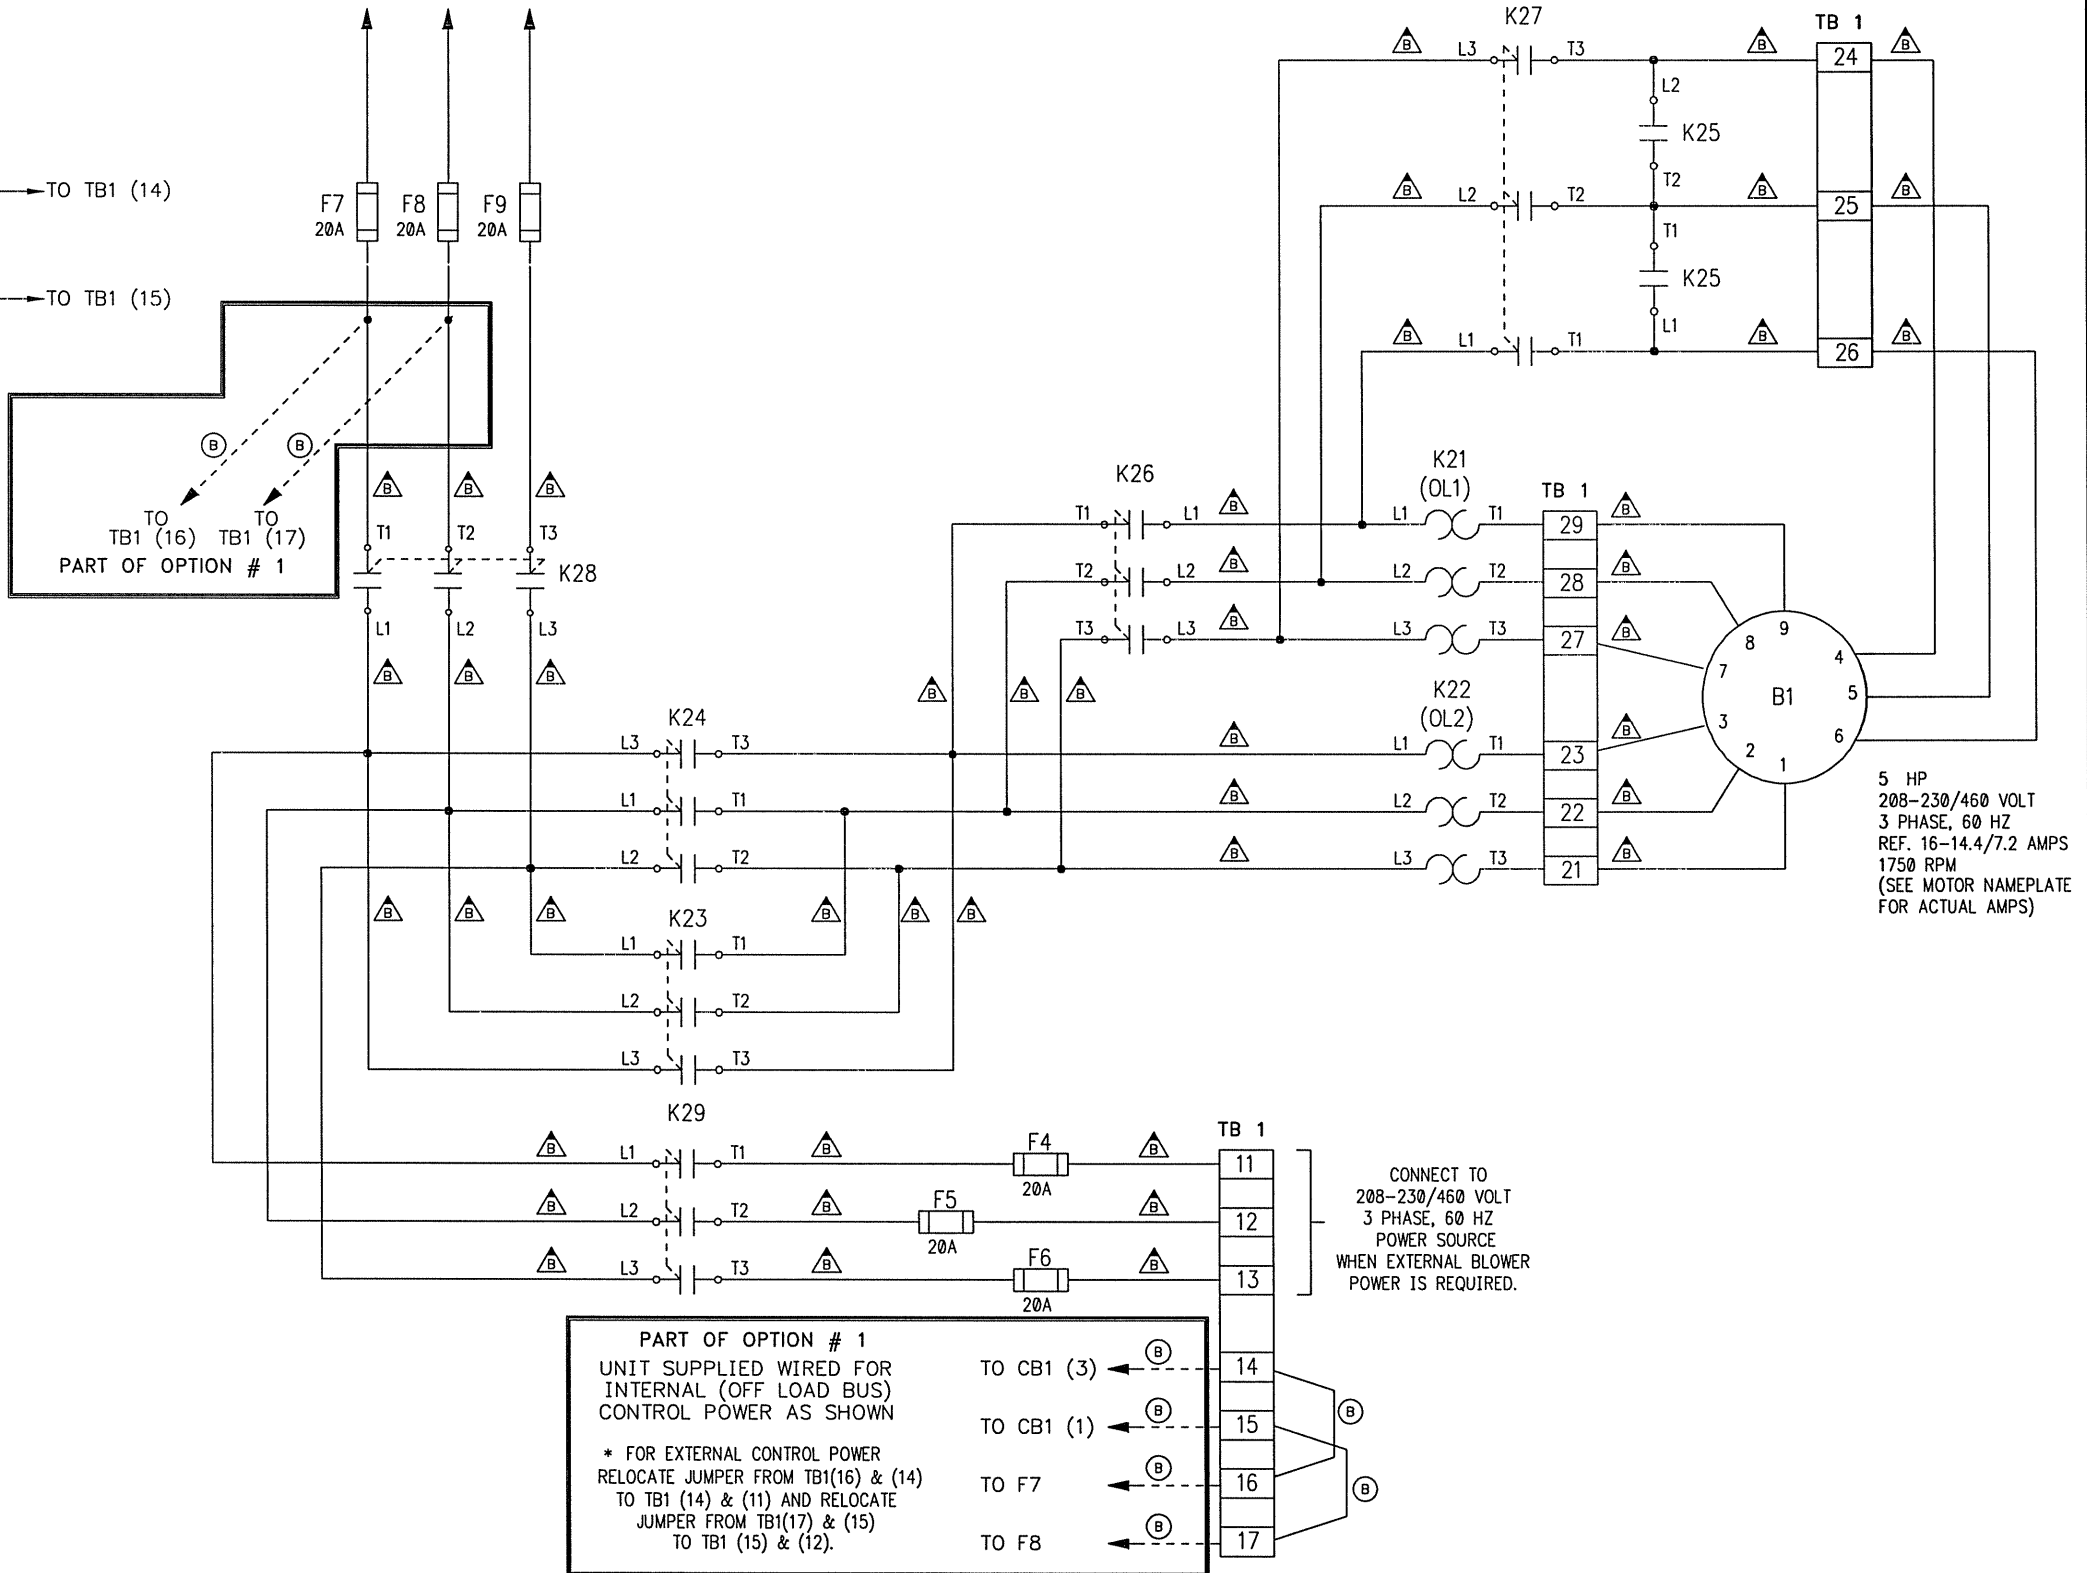 K27
TB 1
B
L3
T3
B
B
24
L2
K25
T2
TO TB1 (14)
F7
20A
F8
20A
F9
20A
B
L2
T2
B
B
25
T1
K25
L1
TO TB1 (15)
B
L1
T1
B
B
26
B
B
B
B
B
TO
TB1 (16)
TO
TB1 (17)
PART OF OPTION # 1
T1
T2
T3
K28
L1
L2
L3
B
B
B
K26
K21
(OL1)
TB 1
T1
L1
B
L1
T1
29
B
T2
L2
B
L2
T2
28
B
T3
L3
B
L3
T3
27
B
B
B
B
K22
(OL2)
9
8
7
4
5
B1
3
2
1
6
K24
L3
T3
B
L1
T1
23
B
L1
T1
B
L2
T2
22
B
L2
T2
B
L3
T3
21
B
5 HP
208-230/460 VOLT
3 PHASE, 60 HZ
REF. 16-14.4/7.2 AMPS
1750 RPM
(SEE MOTOR NAMEPLATE
FOR ACTUAL AMPS)
B
B
B
B
B
B
K23
L1
T1
L2
T2
L3
T3
K29
TB 1
B
L1
T1
B
F4
20A
B
11
B
L2
T2
B
F5
20A
B
12
B
L3
T3
B
F6
20A
B
13
CONNECT TO
208-230/460 VOLT
3 PHASE, 60 HZ
POWER SOURCE
WHEN EXTERNAL BLOWER
POWER IS REQUIRED.
PART OF OPTION # 1
UNIT SUPPLIED WIRED FOR
INTERNAL (OFF LOAD BUS)
CONTROL POWER AS SHOWN
* FOR EXTERNAL CONTROL POWER
RELOCATE JUMPER FROM TB1(16) & (14)
TO TB1 (14) & (11) AND RELOCATE
JUMPER FROM TB1(17) & (15)
TO TB1 (15) & (12).
TO CB1 (3)
B
14
TO CB1 (1)
B
15
B
TO F7
B
16
B
TO F8
B
17